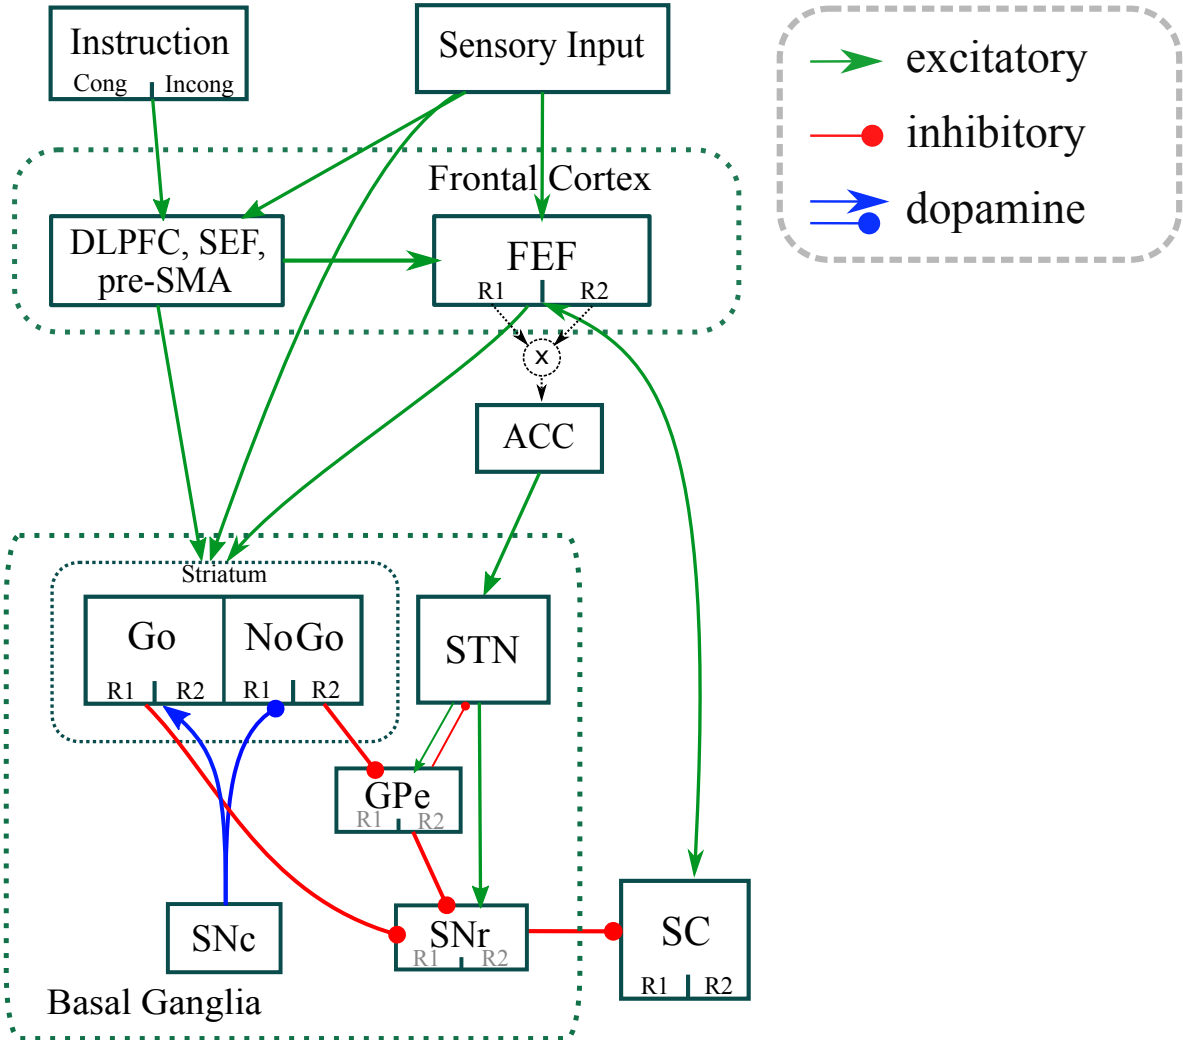 Instruction
Cong Incong
Sensory Input
excitatory
inhibitory
dopamine
Frontal Cortex
DLPFC, SEF,
pre-SMA
FEF
R1 R2
x
ACC
Striatum
Go
R1 R2
NoGo
R1 R2
STN
GPe
R1 R2
SNc
SNr
R1 R2
SC
R1 R2
Basal Ganglia